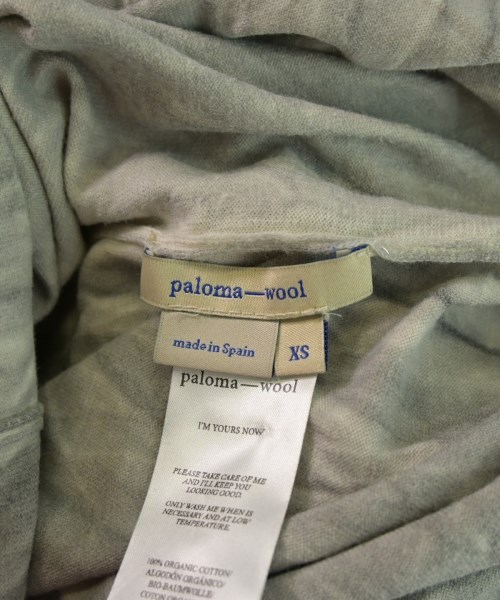 paloma—wool
made in Spain
XS
paloma—wool
I'M YOURS NOW
PLEASE TAKE CARE OF ME
AND I'LL KEEP YOU
LOOKING GOOD.
ONLY WASH ME WHEN IS
NECESSARY AND AT LOW
TEMPERATURE.
100% ORGANIC COTTON/
ALGODÓN ORGÁNICO/
BIO-BAUMWOLLE/
COTON ORGANIQUE/